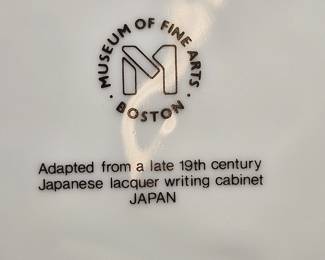 MUSEUM OF FINE ARTS
· BOSTON ·
Adapted from a late 19th century
Japanese lacquer writing cabinet
JAPAN